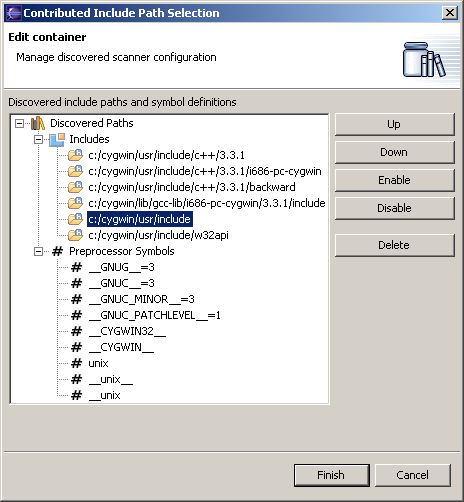 Contributed Include Path Selection
Edit container
Manage discovered scanner configuration
Discovered include paths and symbol definitions
Discovered Paths
Includes
c:/cygwin/usr/include/c++/3.3.1
c:/cygwin/usr/include/c++/3.3.1/i686-pc-cygwin
c:/cygwin/usr/include/c++/3.3.1/backward
c:/cygwin/lib/gcc-lib/i686-pc-cygwin/3.3.1/include
c:/cygwin/usr/include
c:/cygwin/usr/include/w32api
Preprocessor Symbols
__GNUG__=3
__GNUC__=3
__GNUC_MINOR__=3
__GNUC_PATCHLEVEL__=1
__CYGWIN32__
__CYGWIN__
unix
__unix__
__unix
Up
Down
Enable
Disable
Delete
Finish
Cancel